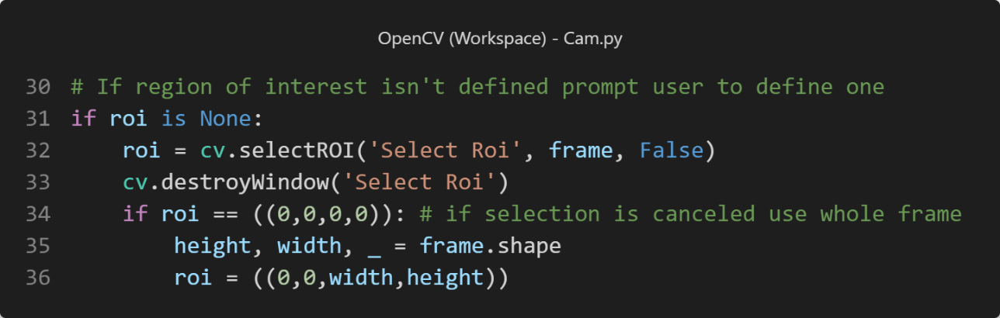 OpenCV (Workspace) - Cam.py
30 # If region of interest isn't defined prompt user to define one
31 if roi is None:
32     roi = cv.selectROI('Select Roi', frame, False)
33     cv.destroyWindow('Select Roi')
34     if roi == ((0,0,0,0)): # if selection is canceled use whole frame
35         height, width, _ = frame.shape
36         roi = ((0,0,width,height))